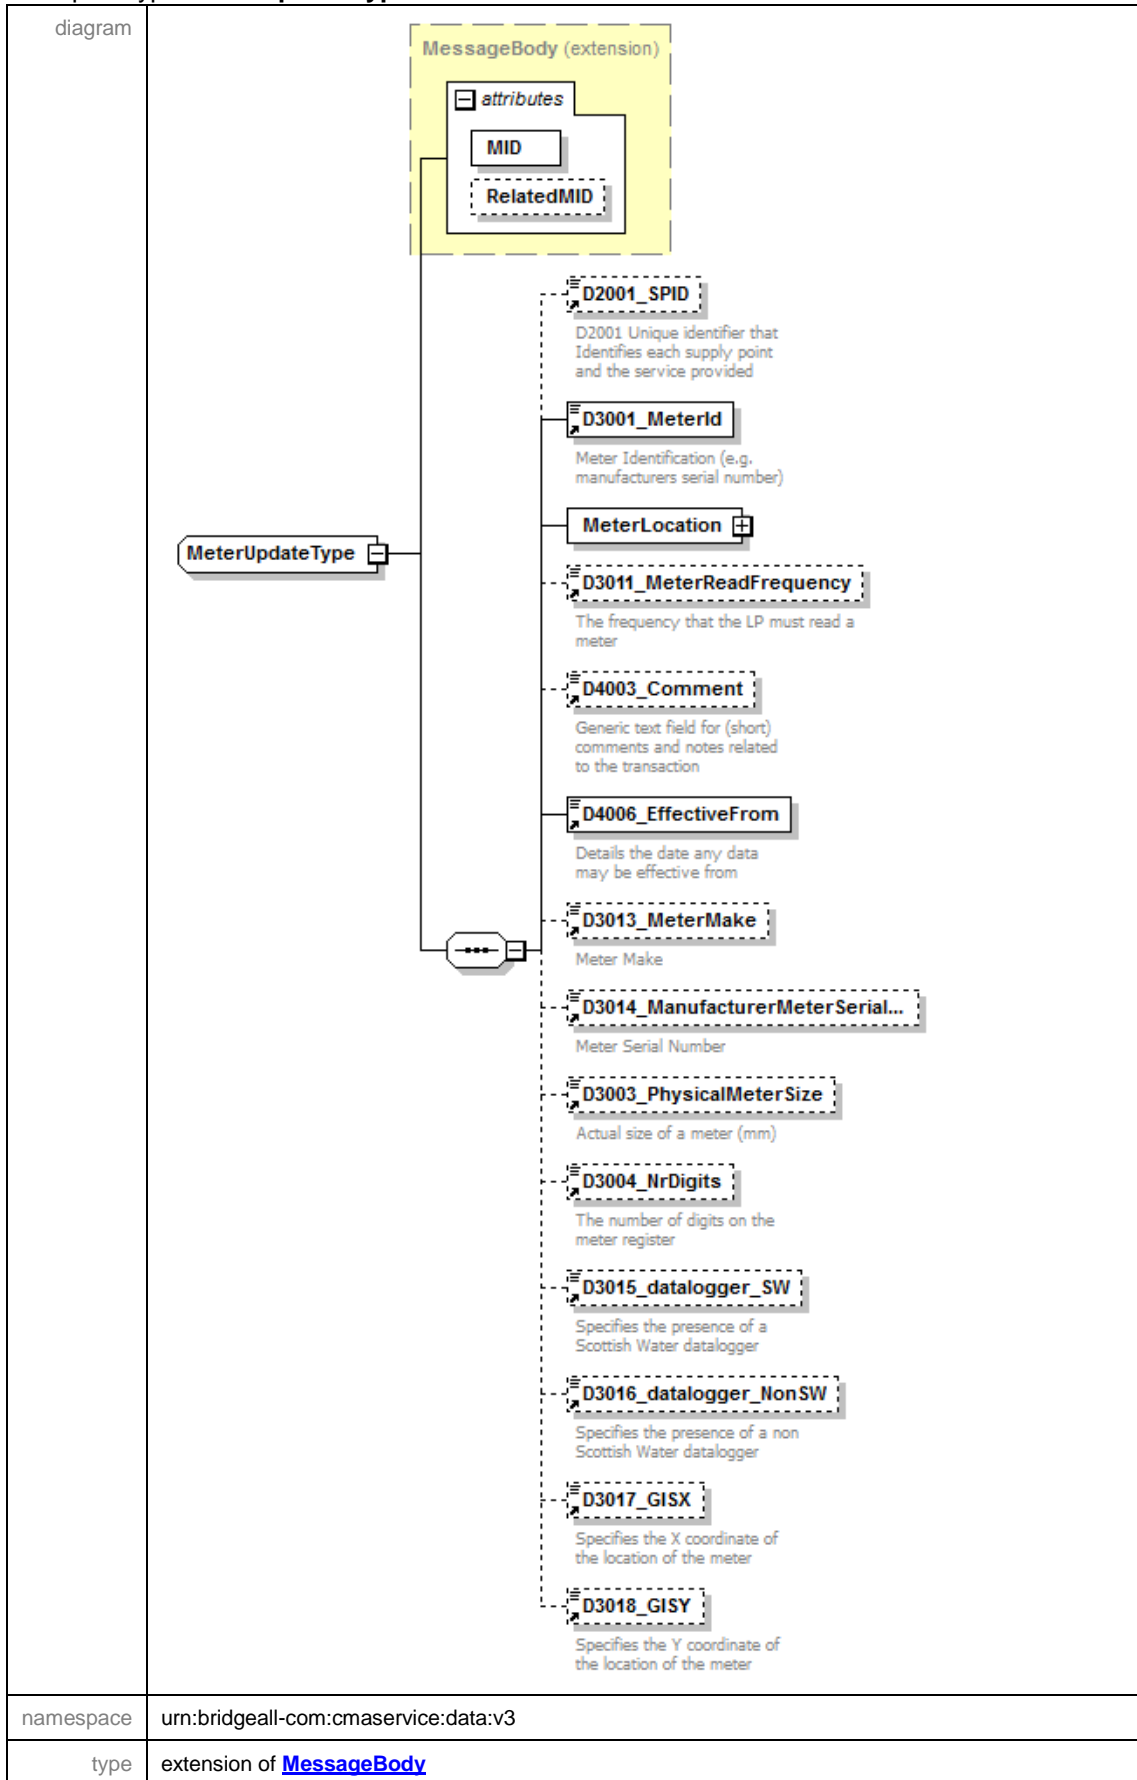 diagram
MessageBody (extension)
attributes
MID
RelatedMID
D2001_SPID
D2001 Unique identifier that
Identifies each supply point
and the service provided
D3001_MeterId
Meter Identification (e.g.
manufacturers serial number)
MeterLocation
MeterUpdateType
D3011_MeterReadFrequency
The frequency that the LP must read a
meter
D4003_Comment
Generic text field for (short)
comments and notes related
to the transaction
D4006_EffectiveFrom
Details the date any data
may be effective from
D3013_MeterMake
Meter Make
D3014_ManufacturerMeterSerial...
Meter Serial Number
D3003_PhysicalMeterSize
Actual size of a meter (mm)
D3004_NrDigits
The number of digits on the
meter register
D3015_datalogger_SW
Specifies the presence of a
Scottish Water datalogger
D3016_datalogger_NonSW
Specifies the presence of a non
Scottish Water datalogger
D3017_GISX
Specifies the X coordinate of
the location of the meter
D3018_GISY
Specifies the Y coordinate of
the location of the meter
namespace urn:bridgeall-com:cmaservice:data:v3
type extension of MessageBody